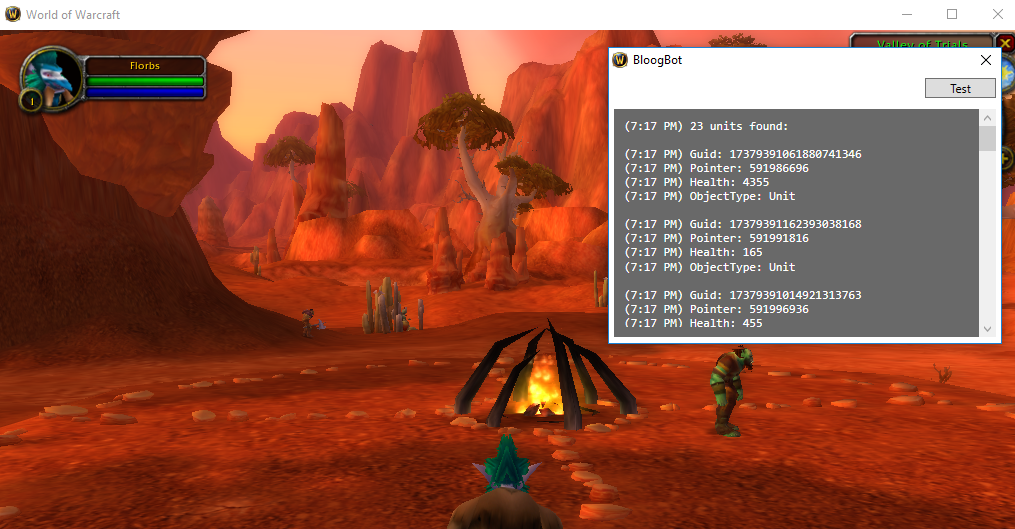 World of Warcraft
Florbs
1
Valley of Trials
BloogBot
Test
(7:17 PM) 23 units found:
(7:17 PM) Guid: 17379391061880741346
(7:17 PM) Pointer: 591986696
(7:17 PM) Health: 4355
(7:17 PM) ObjectType: Unit
(7:17 PM) Guid: 17379391162393038168
(7:17 PM) Pointer: 591991816
(7:17 PM) Health: 165
(7:17 PM) ObjectType: Unit
(7:17 PM) Guid: 17379391014921313763
(7:17 PM) Pointer: 591996936
(7:17 PM) Health: 455